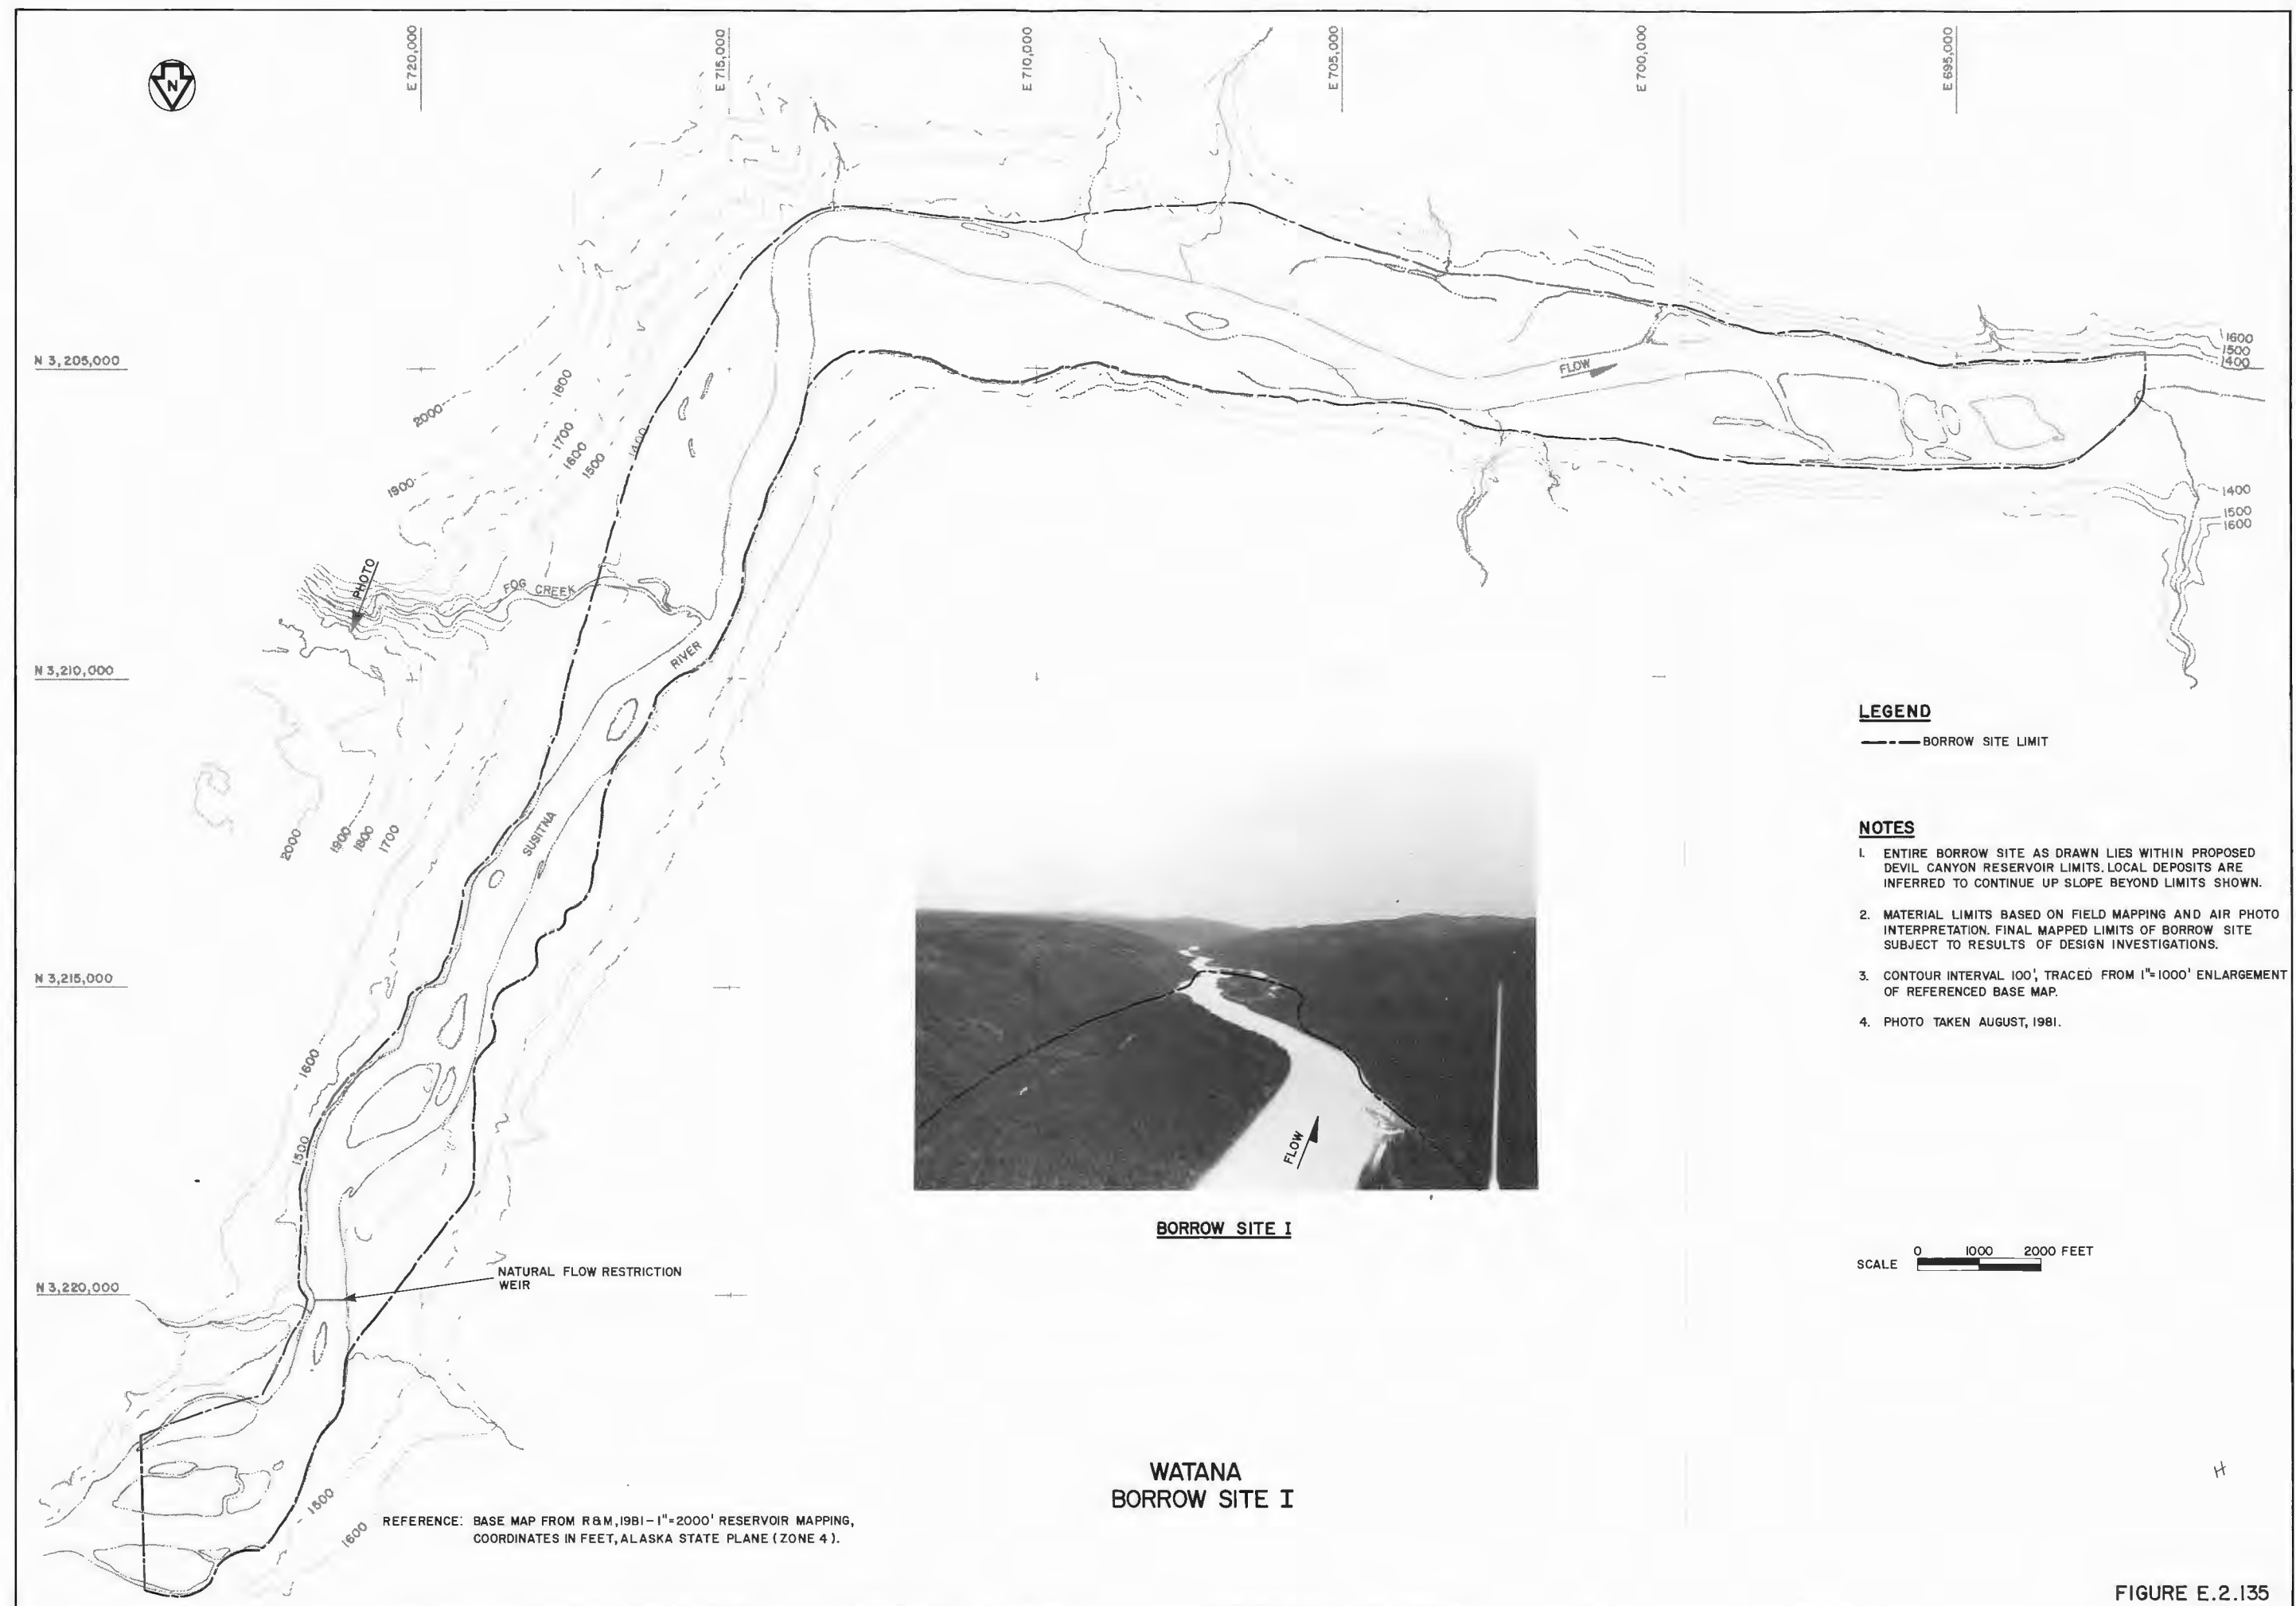 N
E 720,000
E 715,000
E 710,000
E 705,000
E 700,000
E 695,000
N 3,205,000
1600
1500
1400
FLOW
2000
1800
1700
1600
1500
1400
1900
1400
1500
1600
PHOTO
FOG CREEK
N 3,210,000
RIVER
LEGEND
BORROW SITE LIMIT
SUSITNA
2000
1900
1800
1700
NOTES
1. ENTIRE BORROW SITE AS DRAWN LIES WITHIN PROPOSED
DEVIL CANYON RESERVOIR LIMITS. LOCAL DEPOSITS ARE
INFERRED TO CONTINUE UP SLOPE BEYOND LIMITS SHOWN.
2. MATERIAL LIMITS BASED ON FIELD MAPPING AND AIR PHOTO
INTERPRETATION. FINAL MAPPED LIMITS OF BORROW SITE
SUBJECT TO RESULTS OF DESIGN INVESTIGATIONS.
3. CONTOUR INTERVAL 100', TRACED FROM 1"=1000' ENLARGEMENT
OF REFERENCED BASE MAP.
4. PHOTO TAKEN AUGUST, 1981.
N 3,215,000
1600
1500
FLOW
BORROW SITE I
SCALE 0 1000 2000 FEET
NATURAL FLOW RESTRICTION
WEIR
N 3,220,000
WATANA
BORROW SITE I
H
1500
1600
REFERENCE: BASE MAP FROM R&M, 1981-1"=2000' RESERVOIR MAPPING,
COORDINATES IN FEET, ALASKA STATE PLANE (ZONE 4).
FIGURE E.2.135